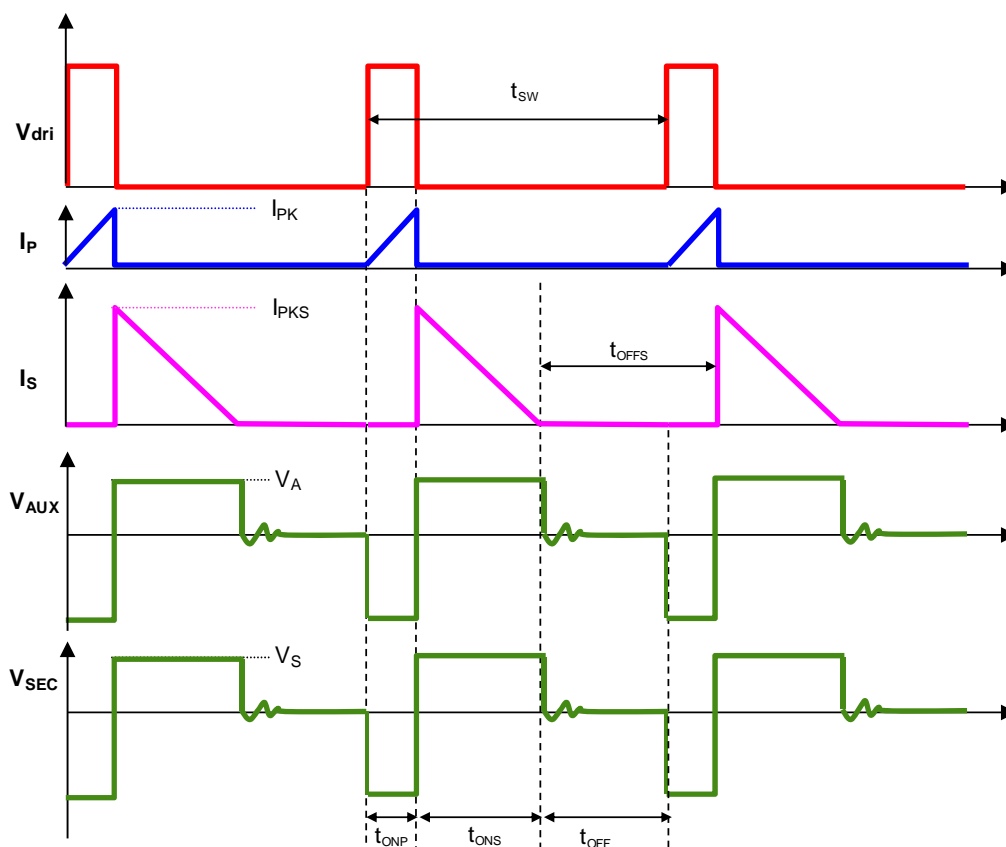 Vdri
tSW
IP
IPK
IS
IPKS
tOFFS
VAUX
VA
VSEC
VS
tONP
tONS
tOFF